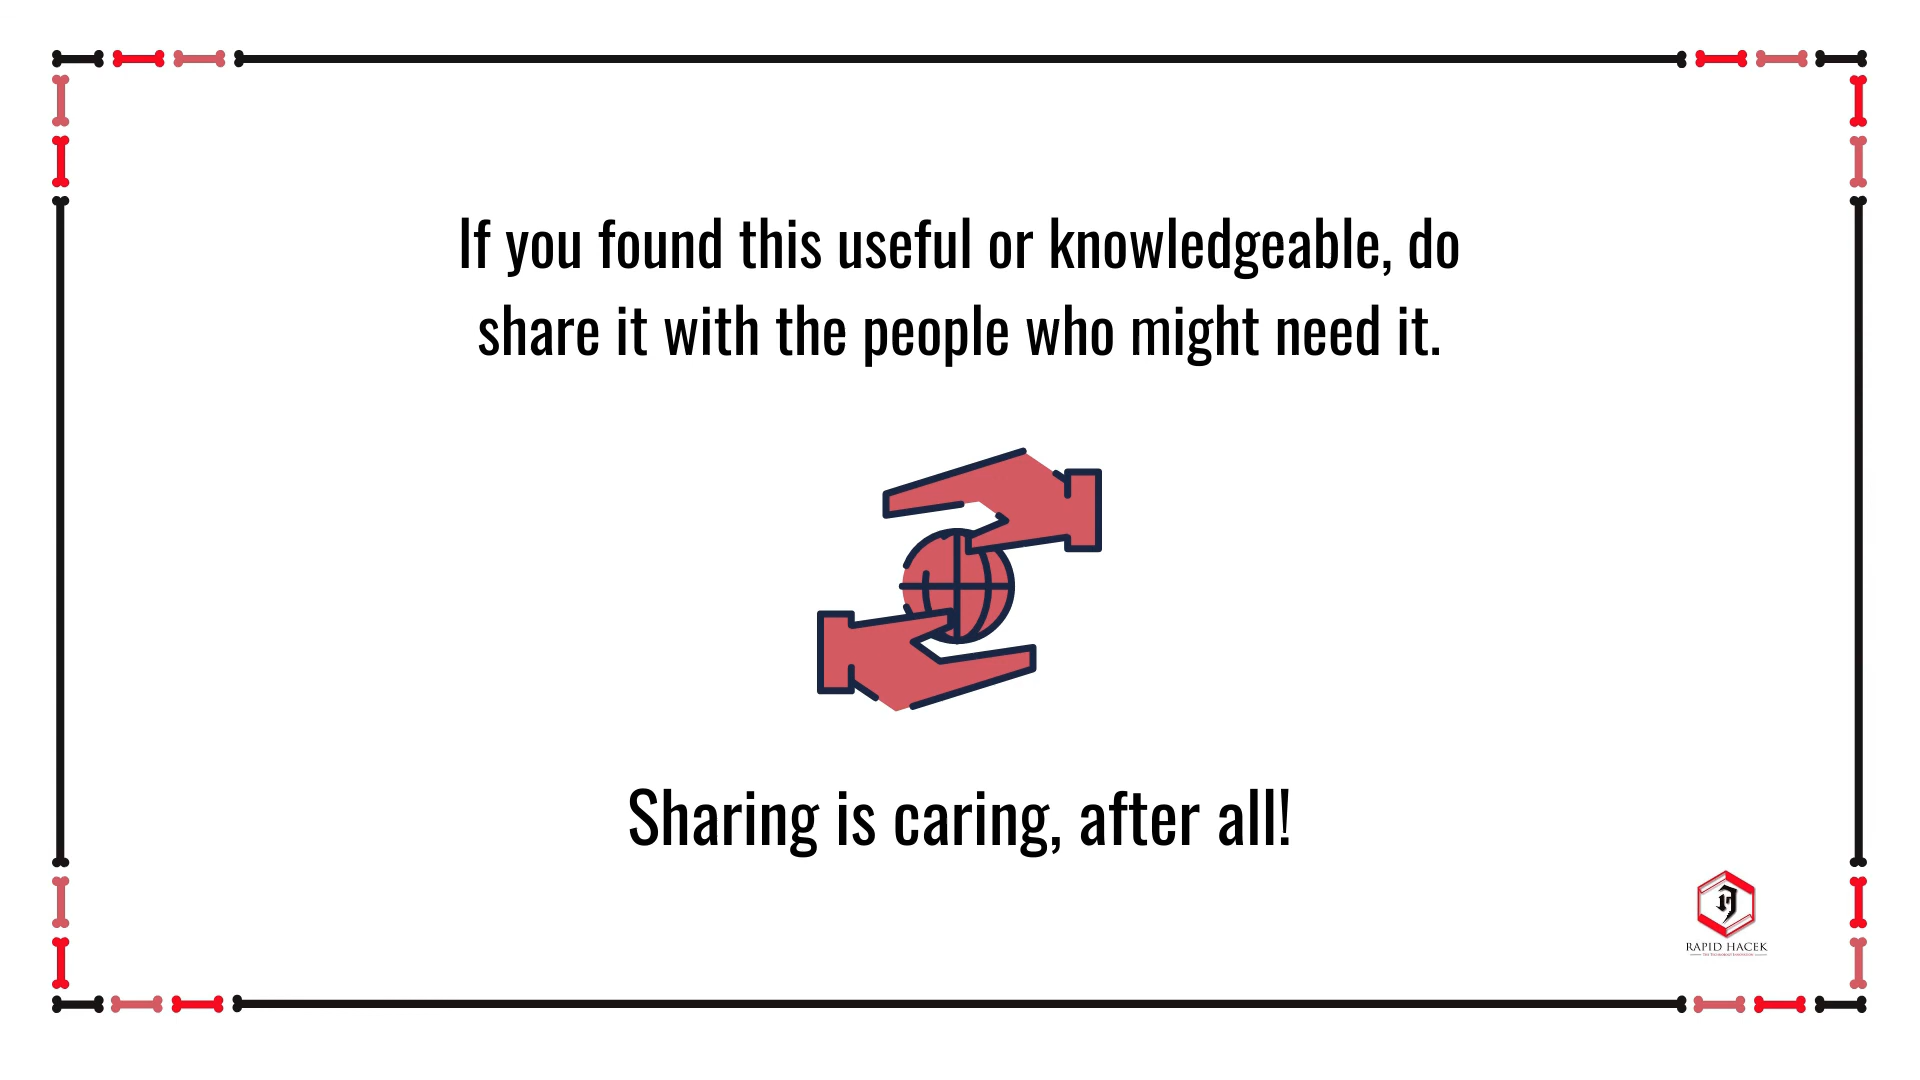 If you found this useful or knowledgeable, do
share it with the people who might need it.
Sharing is caring, after all!
RAPID HACEK